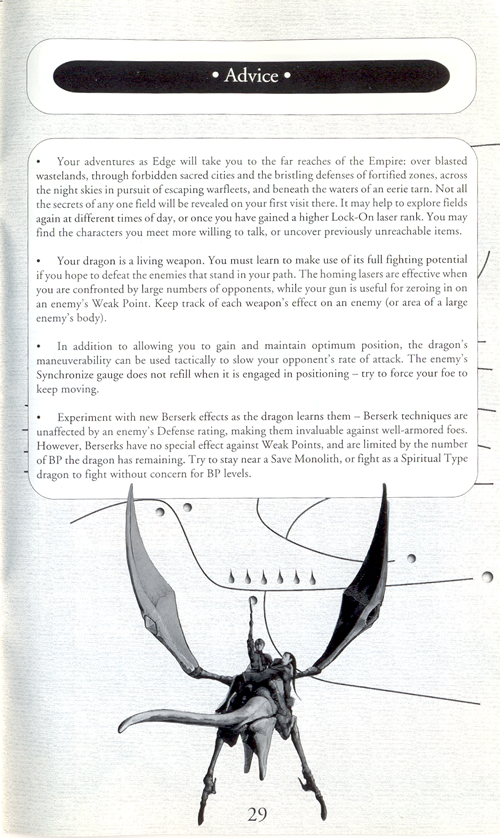 • Advice •
• Your adventures as Edge will take you to the far reaches of the Empire: over blasted
wastelands, through forbidden sacred cities and the bristling defenses of fortified zones, across
the night skies in pursuit of escaping warfleets, and beneath the waters of an eerie tarn. Not all
the secrets of any one field will be revealed on your first visit there. It may help to explore fields
again at different times of day, or once you have gained a higher Lock-On laser rank. You may
find the characters you meet more willing to talk, or uncover previously unreachable items.
• Your dragon is a living weapon. You must learn to make use of its full fighting potential
if you hope to defeat the enemies that stand in your path. The homing lasers are effective when
you are confronted by large numbers of opponents, while your gun is useful for zeroing in on
an enemy's Weak Point. Keep track of each weapon's effect on an enemy (or area of a large
enemy's body).
• In addition to allowing you to gain and maintain optimum position, the dragon's
maneuverability can be used tactically to slow your opponent's rate of attack. The enemy's
Synchronize gauge does not refill when it is engaged in positioning – try to force your foe to
keep moving.
• Experiment with new Berserk effects as the dragon learns them – Berserk techniques are
unaffected by an enemy's Defense rating, making them invaluable against well-armored foes.
However, Berserks have no special effect against Weak Points, and are limited by the number
of BP the dragon has remaining. Try to stay near a Save Monolith, or fight as a Spiritual Type
dragon to fight without concern for BP levels.
29